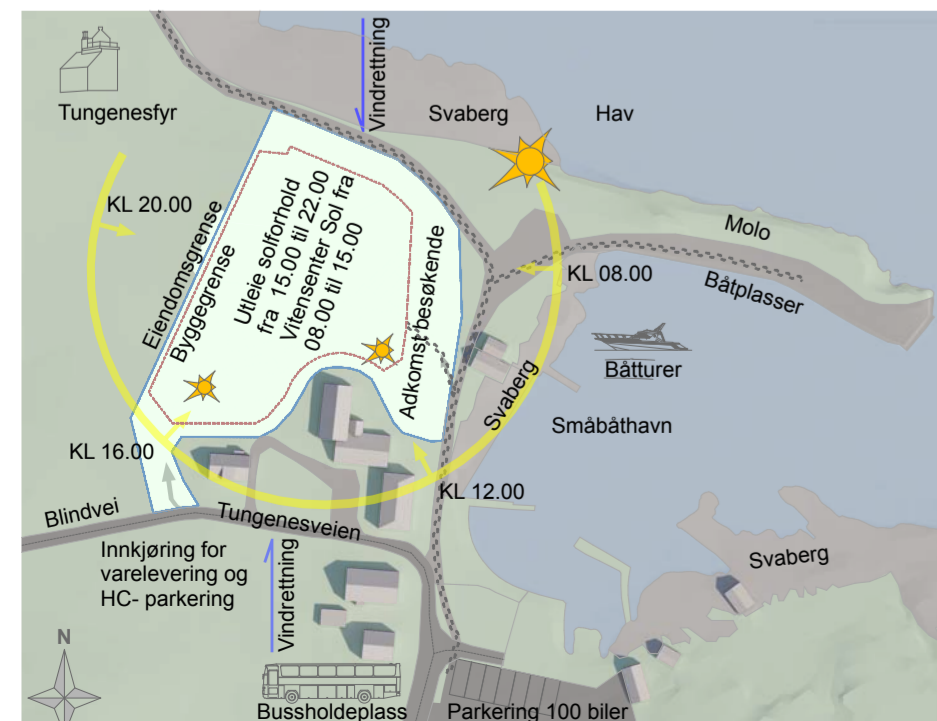 Tungenesfyr
Vindrettning
Svaberg
Hav
KL 20.00
Eiendomsgrense
Byggegrense
Utleie solforhold
fra 15.00 til 22.00
Vitensenter Sol fra
08.00 til 15.00
Adkomst besøkende
Molo
KL 08.00
Båtplasser
Båtturer
Svaberg
Småbåthavn
KL 16.00
KL 12.00
Blindvei
Tungenesveien
Innkjøring for
varelevering og
HC- parkering
Vindrettning
Svaberg
N
Bussholdeplass
Parkering 100 biler